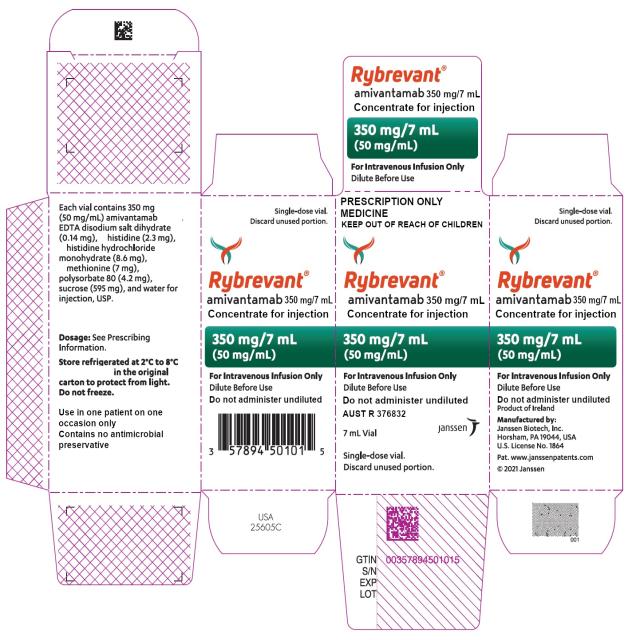 Rybrevant®
amivantamab 350 mg/7 mL
Concentrate for injection
350 mg/7 mL
(50 mg/mL)
For Intravenous Infusion Only
Dilute Before Use
Each vial contains 350 mg
(50 mg/mL) amivantamab
EDTA disodium salt dihydrate
(0.14 mg), histidine (2.3 mg),
histidine hydrochloride
monohydrate (8.6 mg),
methionine (7 mg),
polysorbate 80 (4.2 mg),
sucrose (595 mg), and water for
injection, USP.
Dosage: See Prescribing
Information.
Store refrigerated at 2°C to 8°C
in the original
carton to protect from light.
Do not freeze.
Use in one patient on one
occasion only
Contains no antimicrobial
preservative
Single-dose vial.
Discard unused portion.
Rybrevant®
amivantamab 350 mg/7 mL
Concentrate for injection
350 mg/7 mL
(50 mg/mL)
For Intravenous Infusion Only
Dilute Before Use
Do not administer undiluted
3 57894 50101 5
USA
25605C
PRESCRIPTION ONLY
MEDICINE
KEEP OUT OF REACH OF CHILDREN
Rybrevant®
amivantamab 350 mg/7 mL
Concentrate for injection
350 mg/7 mL
(50 mg/mL)
For Intravenous Infusion Only
Dilute Before Use
Do not administer undiluted
AUST R 376832
7 mL Vial
janssen
Single-dose vial.
Discard unused portion.
GTIN 00357894501015
S/N
EXP
LOT
Single-dose vial.
Discard unused portion.
Rybrevant®
amivantamab 350 mg/7 mL
Concentrate for injection
350 mg/7 mL
(50 mg/mL)
For Intravenous Infusion Only
Dilute Before Use
Do not administer undiluted
Product of Ireland
Manufactured by:
Janssen Biotech, Inc.
Horsham, PA 19044, USA
U.S. License No. 1864
Pat. www.janssenpatents.com
© 2021 Janssen
001